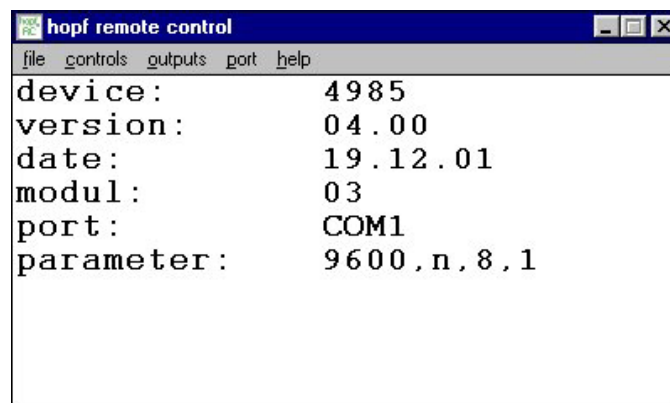 hopf remote control
file controls outputs port help
device: 4985
version: 04.00
date: 19.12.01
modul: 03
port: COM1
parameter: 9600,n,8,1